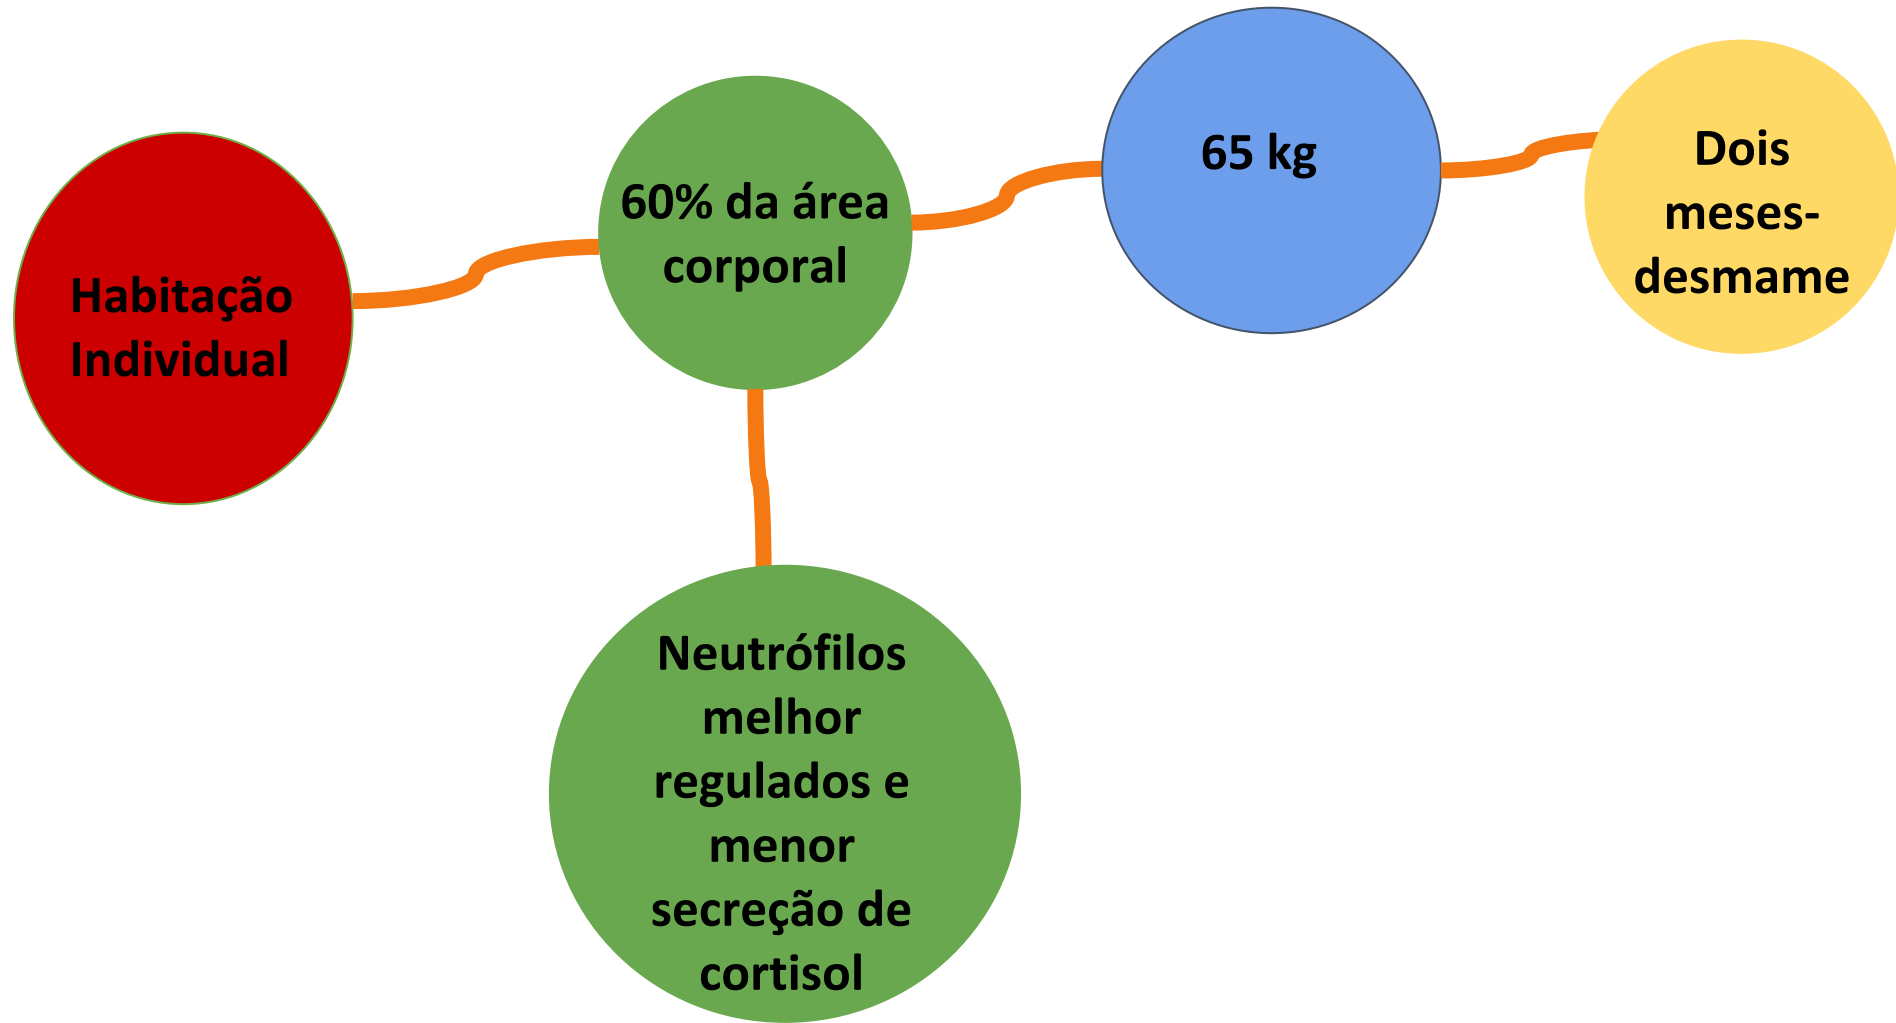 Habitação
Individual
60% da área
corporal
65 kg
Dois
meses-
desmame
Neutrófilos
melhor
regulados e
menor
secreção de
cortisol